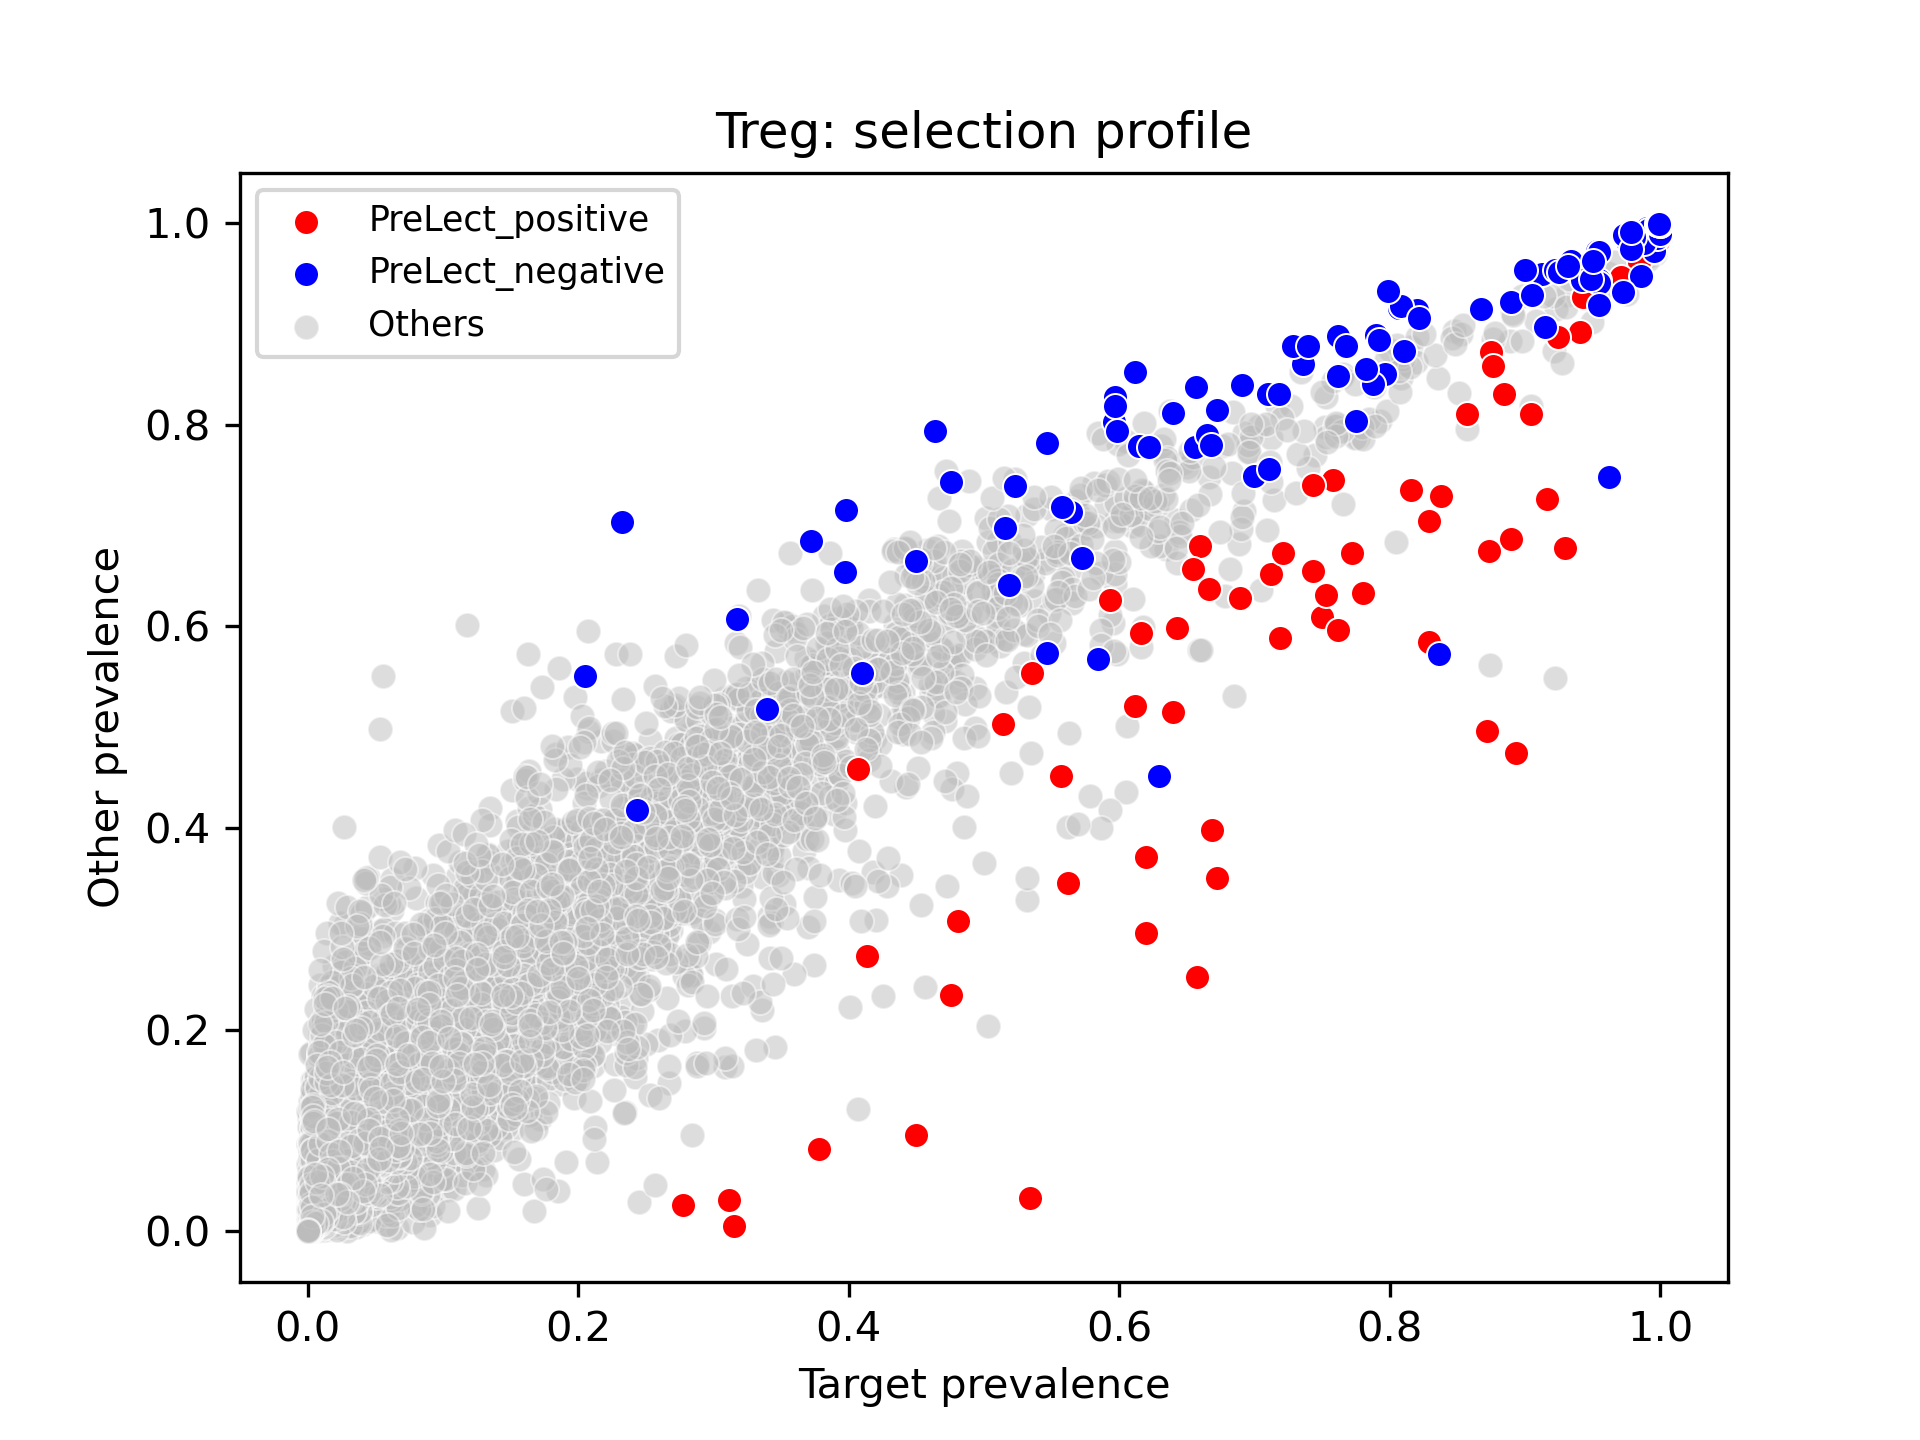 Treg: selection profile
PreLect_positive
PreLect_negative
Others
1.0
0.8
0.6
0.4
0.2
0.0
Other prevalence
0.0 0.2 0.4 0.6 0.8 1.0
Target prevalence